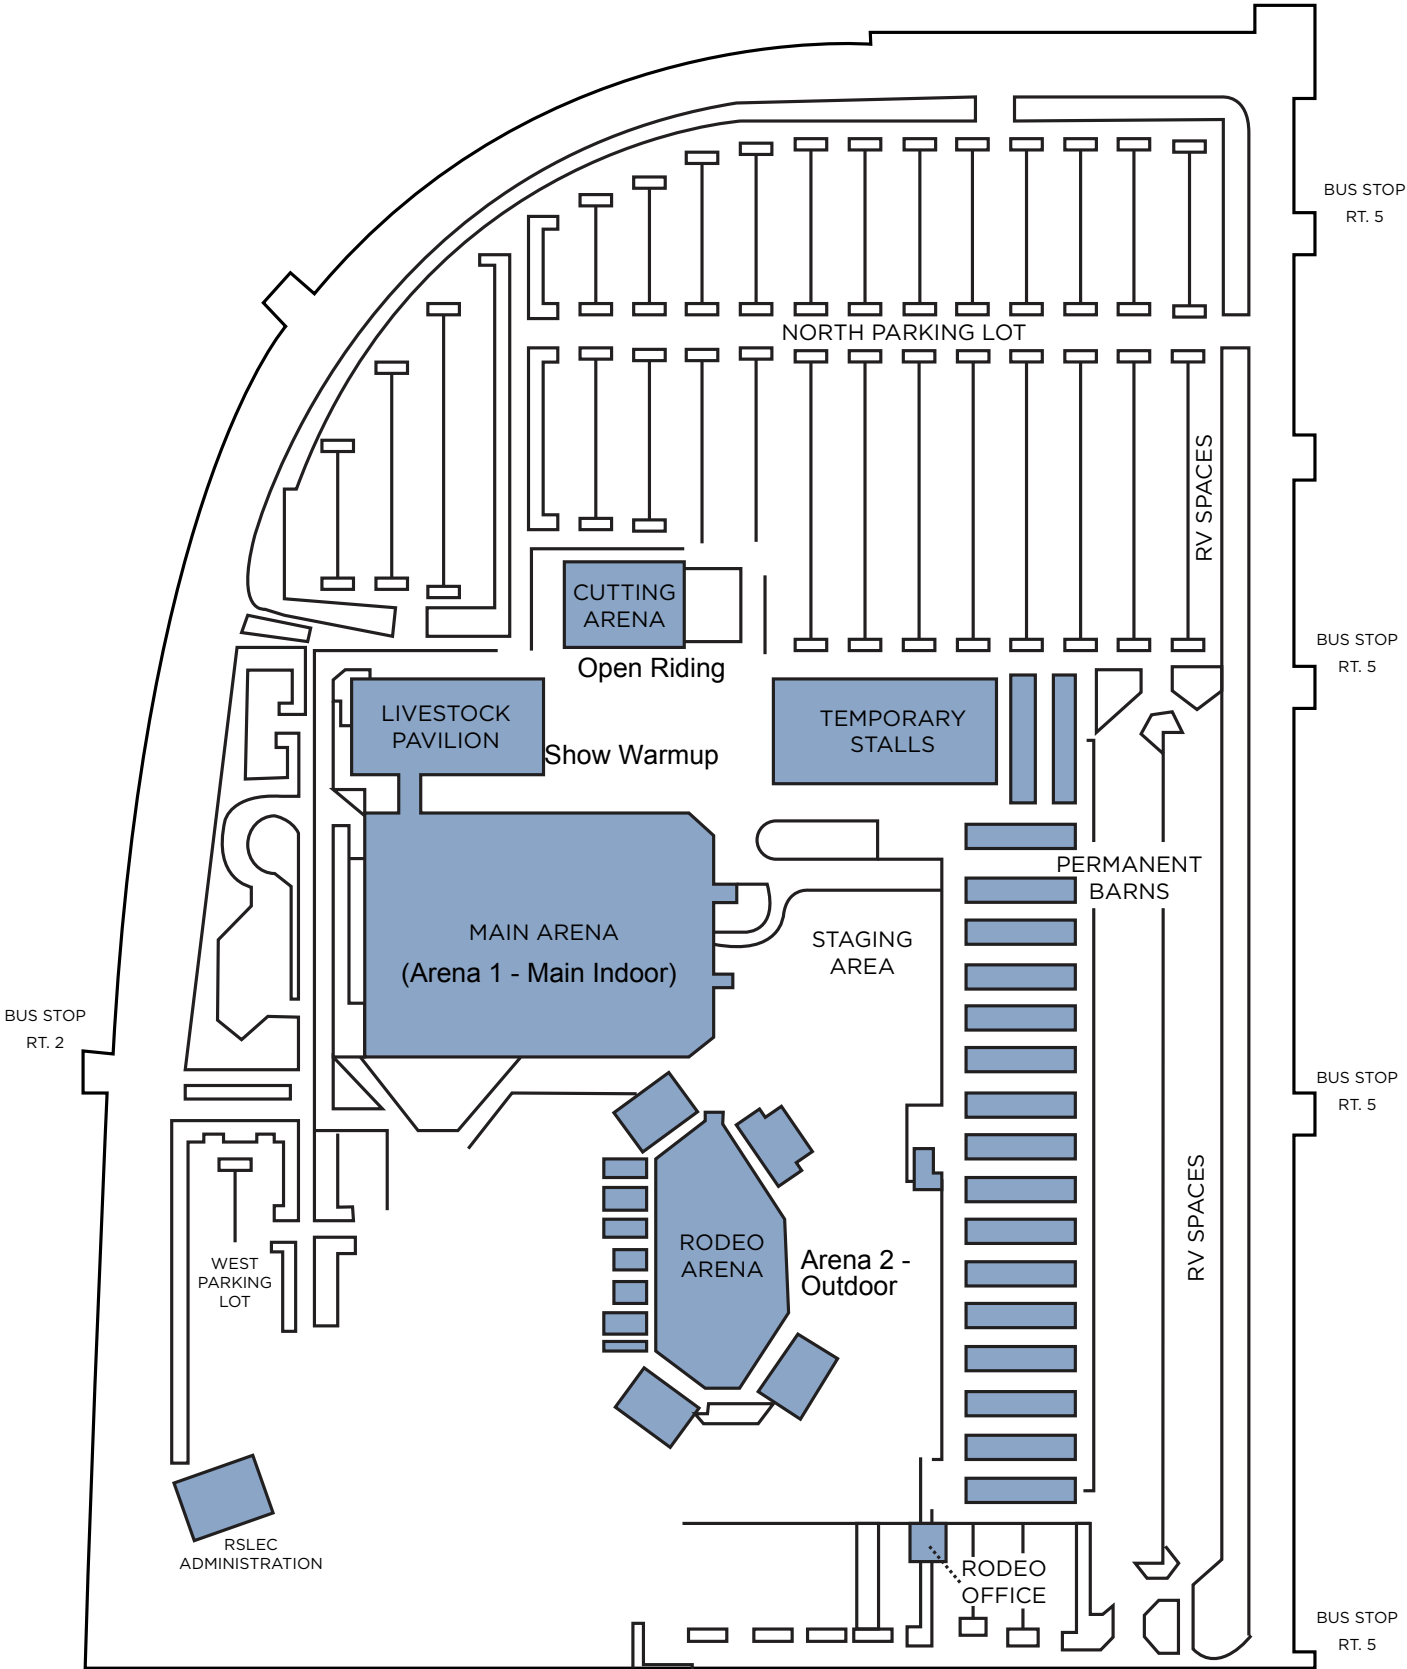 BUS STOP
RT. 5
NORTH PARKING LOT
RV SPACES
CUTTING
ARENA
Open Riding
BUS STOP
RT. 5
LIVESTOCK
PAVILION
Show Warmup
TEMPORARY
STALLS
PERMANENT
BARNS
MAIN ARENA
(Arena 1 - Main Indoor)
STAGING
AREA
BUS STOP
RT. 2
BUS STOP
RT. 5
RV SPACES
RODEO
ARENA
Arena 2 -
Outdoor
WEST
PARKING
LOT
RSLEC
ADMINISTRATION
RODEO
OFFICE
BUS STOP
RT. 5